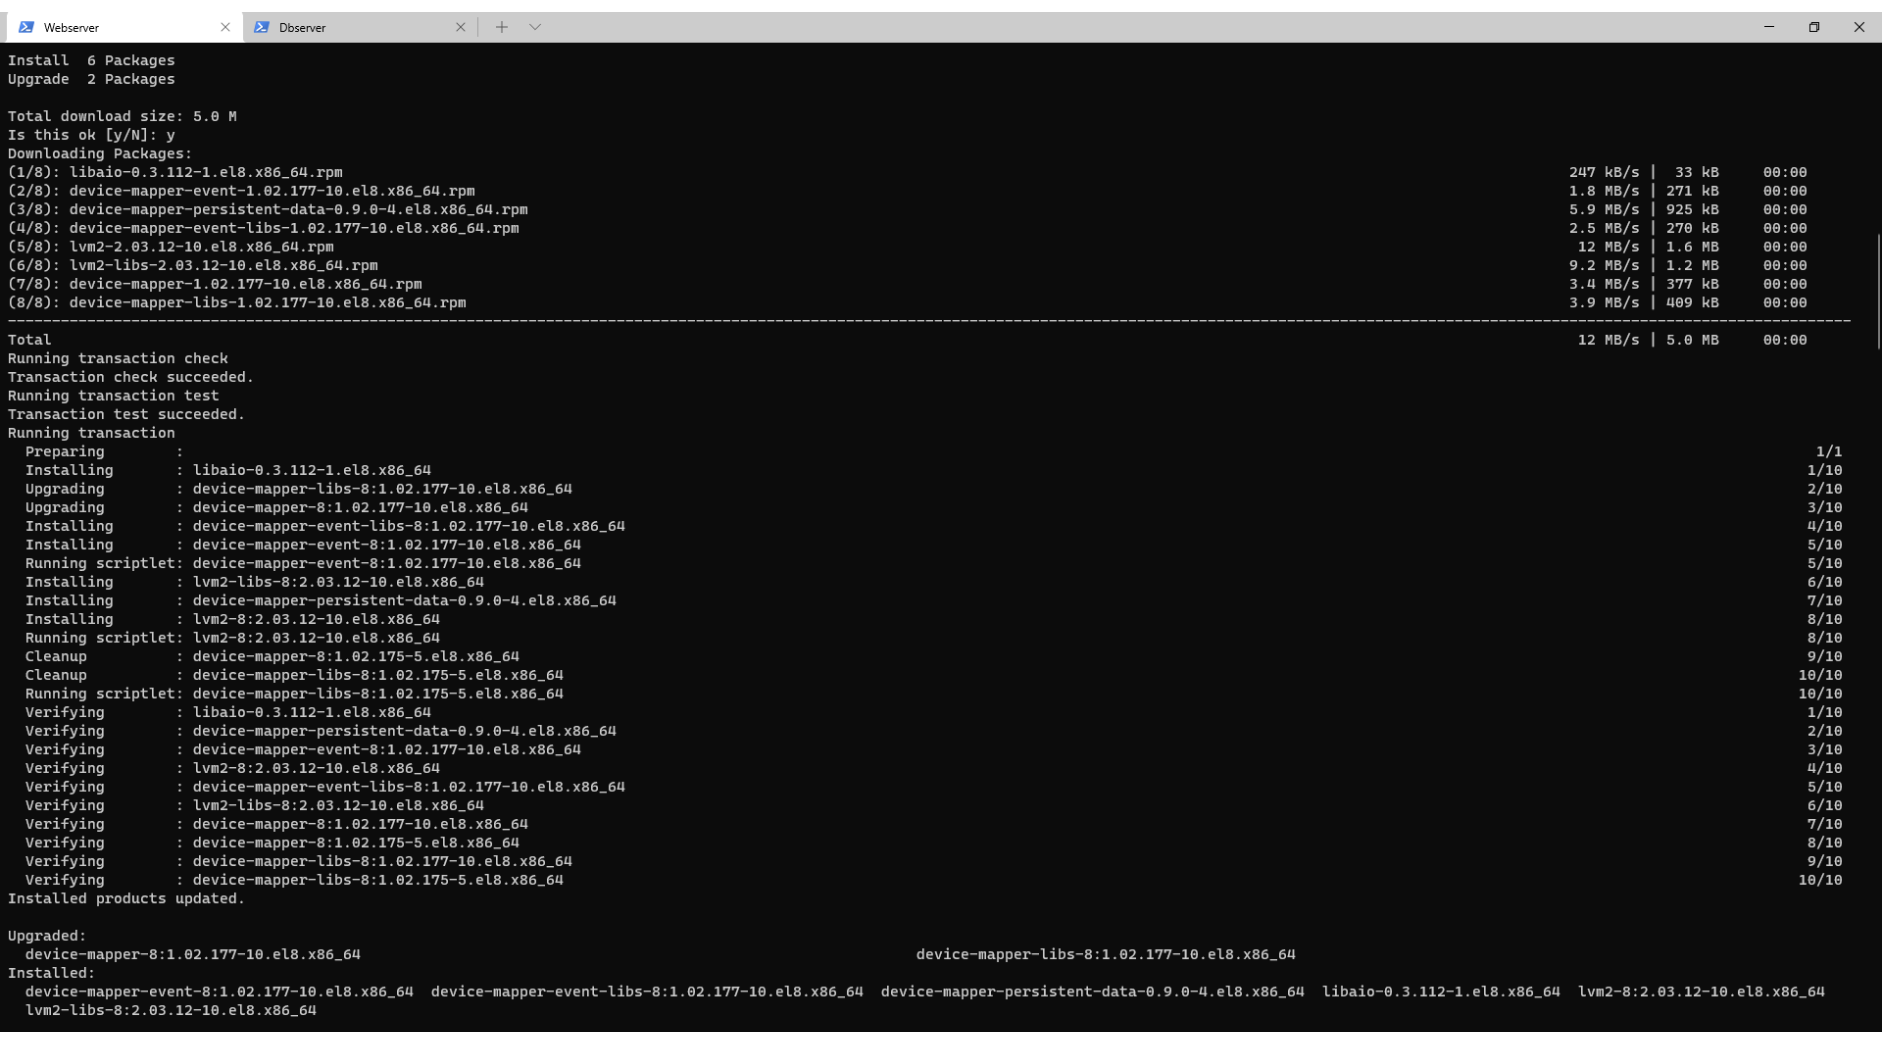 Webserver
Dbserver
Install  6 Packages
Upgrade  2 Packages
Total download size: 5.0 M
Is this ok [y/N]: y
Downloading Packages:
(1/8): libaio-0.3.112-1.el8.x86_64.rpm 247 kB/s | 33 kB 00:00
(2/8): device-mapper-event-1.02.177-10.el8.x86_64.rpm 1.8 MB/s | 271 kB 00:00
(3/8): device-mapper-persistent-data-0.9.0-4.el8.x86_64.rpm 5.9 MB/s | 925 kB 00:00
(4/8): device-mapper-event-libs-1.02.177-10.el8.x86_64.rpm 2.5 MB/s | 270 kB 00:00
(5/8): lvm2-2.03.12-10.el8.x86_64.rpm 12 MB/s | 1.6 MB 00:00
(6/8): lvm2-libs-2.03.12-10.el8.x86_64.rpm 9.2 MB/s | 1.2 MB 00:00
(7/8): device-mapper-1.02.177-10.el8.x86_64.rpm 3.4 MB/s | 377 kB 00:00
(8/8): device-mapper-libs-1.02.177-10.el8.x86_64.rpm 3.9 MB/s | 409 kB 00:00
Total 12 MB/s | 5.0 MB 00:00
Running transaction check
Transaction check succeeded.
Running transaction test
Transaction test succeeded.
Running transaction
Preparing : 1/1
Installing : libaio-0.3.112-1.el8.x86_64 1/10
Upgrading : device-mapper-libs-8:1.02.177-10.el8.x86_64 2/10
Upgrading : device-mapper-8:1.02.177-10.el8.x86_64 3/10
Installing : device-mapper-event-libs-8:1.02.177-10.el8.x86_64 4/10
Installing : device-mapper-event-8:1.02.177-10.el8.x86_64 5/10
Running scriptlet: device-mapper-event-8:1.02.177-10.el8.x86_64 5/10
Installing : lvm2-libs-8:2.03.12-10.el8.x86_64 6/10
Installing : device-mapper-persistent-data-0.9.0-4.el8.x86_64 7/10
Installing : lvm2-8:2.03.12-10.el8.x86_64 8/10
Running scriptlet: lvm2-8:2.03.12-10.el8.x86_64 8/10
Cleanup : device-mapper-8:1.02.175-5.el8.x86_64 9/10
Cleanup : device-mapper-libs-8:1.02.175-5.el8.x86_64 10/10
Running scriptlet: device-mapper-libs-8:1.02.175-5.el8.x86_64 10/10
Verifying : libaio-0.3.112-1.el8.x86_64 1/10
Verifying : device-mapper-persistent-data-0.9.0-4.el8.x86_64 2/10
Verifying : device-mapper-event-8:1.02.177-10.el8.x86_64 3/10
Verifying : lvm2-8:2.03.12-10.el8.x86_64 4/10
Verifying : device-mapper-event-libs-8:1.02.177-10.el8.x86_64 5/10
Verifying : lvm2-libs-8:2.03.12-10.el8.x86_64 6/10
Verifying : device-mapper-8:1.02.177-10.el8.x86_64 7/10
Verifying : device-mapper-8:1.02.175-5.el8.x86_64 8/10
Verifying : device-mapper-libs-8:1.02.177-10.el8.x86_64 9/10
Verifying : device-mapper-libs-8:1.02.175-5.el8.x86_64 10/10
Installed products updated.
Upgraded:
device-mapper-8:1.02.177-10.el8.x86_64 device-mapper-libs-8:1.02.177-10.el8.x86_64
Installed:
device-mapper-event-8:1.02.177-10.el8.x86_64 device-mapper-event-libs-8:1.02.177-10.el8.x86_64 device-mapper-persistent-data-0.9.0-4.el8.x86_64 libaio-0.3.112-1.el8.x86_64 lvm2-8:2.03.12-10.el8.x86_64
lvm2-libs-8:2.03.12-10.el8.x86_64